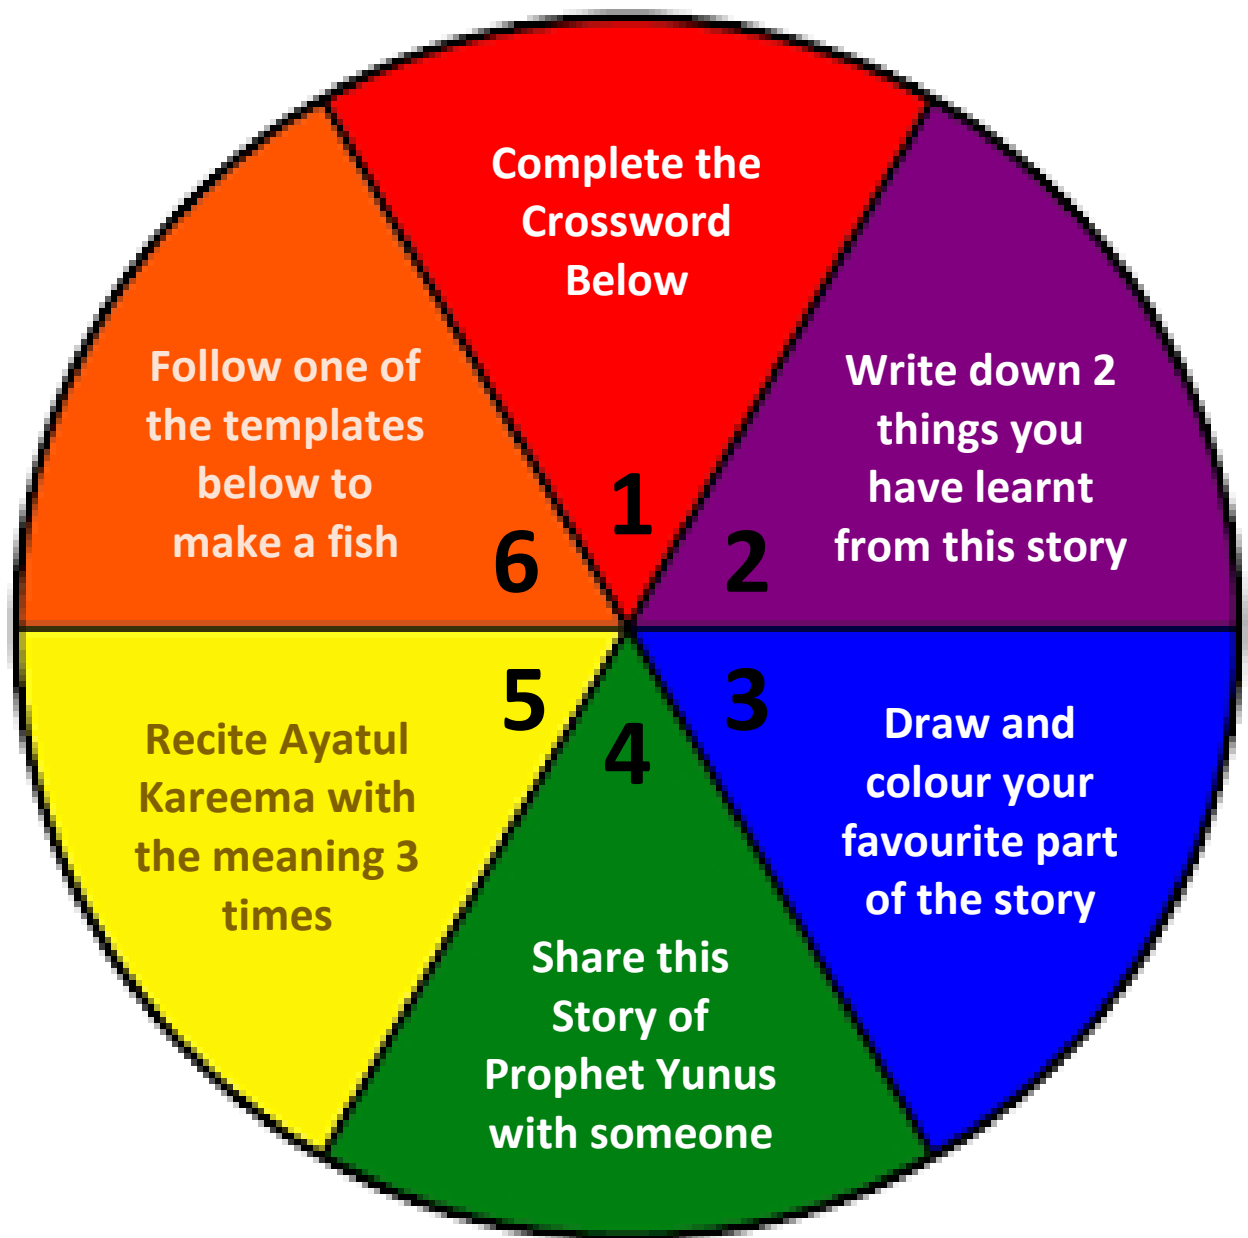 Complete the
Crossword
Below
1
Write down 2
things you
have learnt
from this story
2
Draw and
colour your
favourite part
of the story
3
Share this
Story of
Prophet Yunus
with someone
4
Recite Ayatul
Kareema with
the meaning 3
times
5
Follow one of
the templates
below to
make a fish
6